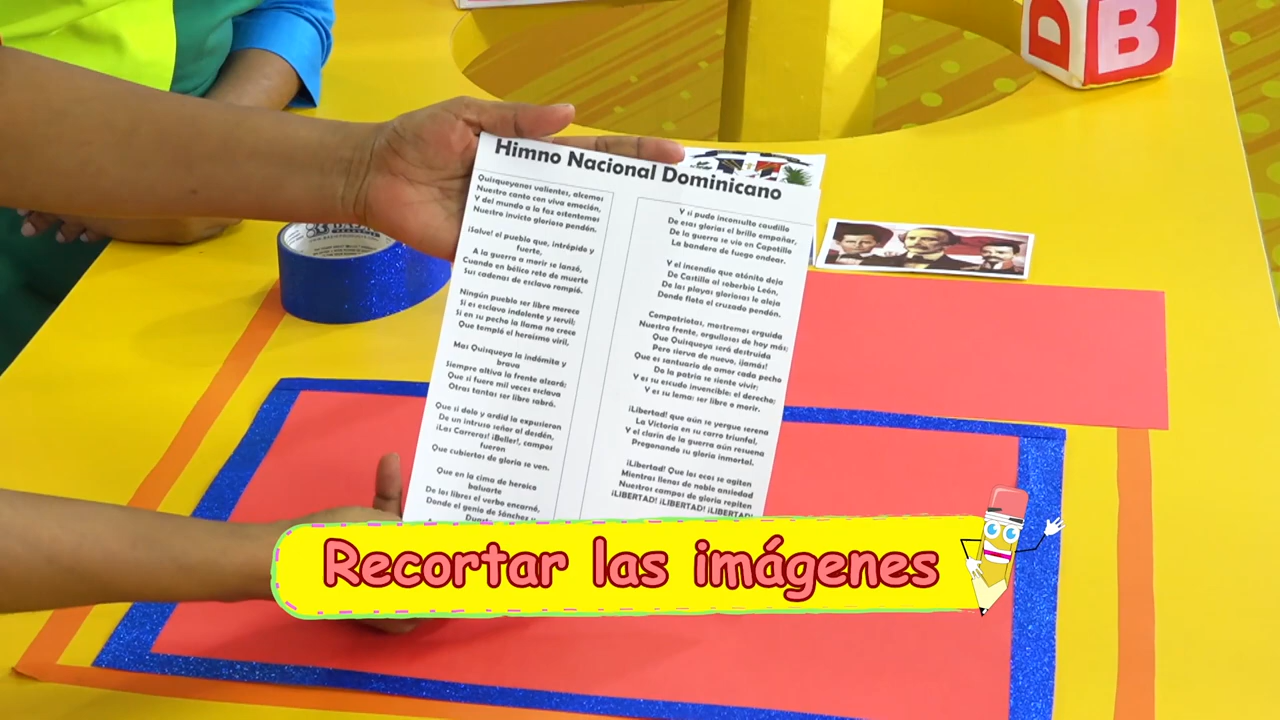 D
B
Himno Nacional Dominicano
Quisqueyanos valientes, alcemos
Nuestro canto con viva emoción,
Y del mundo a la faz ostentemos
Nuestro invicto glorioso pendón.
¡Salve! el pueblo que, intrépido y
fuerte,
A la guerra a morir se lanzó,
Cuando en bélico reto de muerte
Sus cadenas de esclavo rompió.
Ningún pueblo ser libre merece
Si es esclavo indolente y servil;
Si en su pecho la llama no crece
Que templó el heroísmo viril,
Mas Quisqueya la indómita y
brava
Siempre altiva la frente alzará;
Que si fuere mil veces esclava
Otras tantas ser libre sabrá.
Que si dolo y ardid la expusieron
De un intruso señor al desdén,
¡Las Carreras! ¡Beller!, campos
fueron
Que cubiertos de gloria se ven.
Que en la cima de heroico
baluarte
De los libres el verbo encarnó,
Donde el genio de Sánchez y
Y si pudo inconsulto caudillo
De esas glorias el brillo empañar,
De la guerra se vio en Capotillo
La bandera de fuego ondear.
Y el incendio que atónito deja
De Castilla al soberbio León,
De las playas gloriosas le aleja
Donde flota el cruzado pendón.
Compatriotas, mostremos erguida
Nuestra frente, orgullosos de hoy más;
Que Quisqueya será destruida
Pero sierva de nuevo, ¡jamás!
Que es santuario de amor cada pecho
Do la patria se siente vivir;
Y es su escudo invencible: el derecho;
Y es su lema: ser libre o morir.
¡Libertad! que aún se yergue serena
La Victoria en su carro triunfal,
Y el clarín de la guerra aún resuena
Pregonando su gloria inmortal.
¡Libertad! Que los ecos se agiten
Mientras llenos de noble ansiedad
Nuestros campos de gloria repiten
¡LIBERTAD! ¡LIBERTAD! ¡LIBERTAD!
Recortar las imágenes